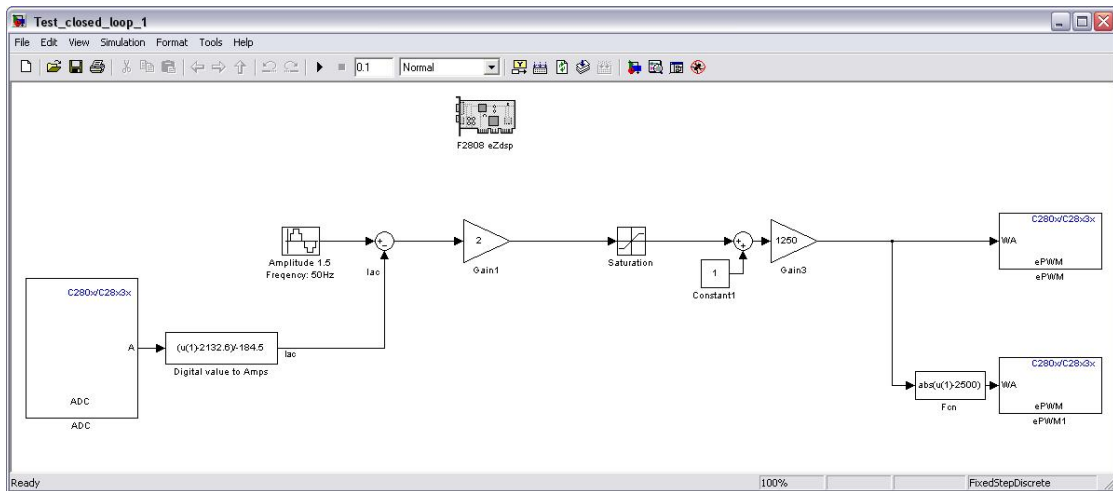 Test_closed_loop_1
File Edit View Simulation Format Tools Help
0.1 Normal
F2808 eZdsp
Amplitude 1.5
Freqency: 50Hz
Iac
2
Gain1
Saturation
1
Constant1
1250
Gain3
C280x/C28x3x
WA
ePWM
ePWM
C280x/C28x3x
A
ADC
ADC
(u(1)-2132.6)/-184.5
Digital value to Amps
Iac
abs(u(1)-2500)
Fcn
C280x/C28x3x
WA
ePWM
ePWM1
Ready 100% FixedStepDiscrete